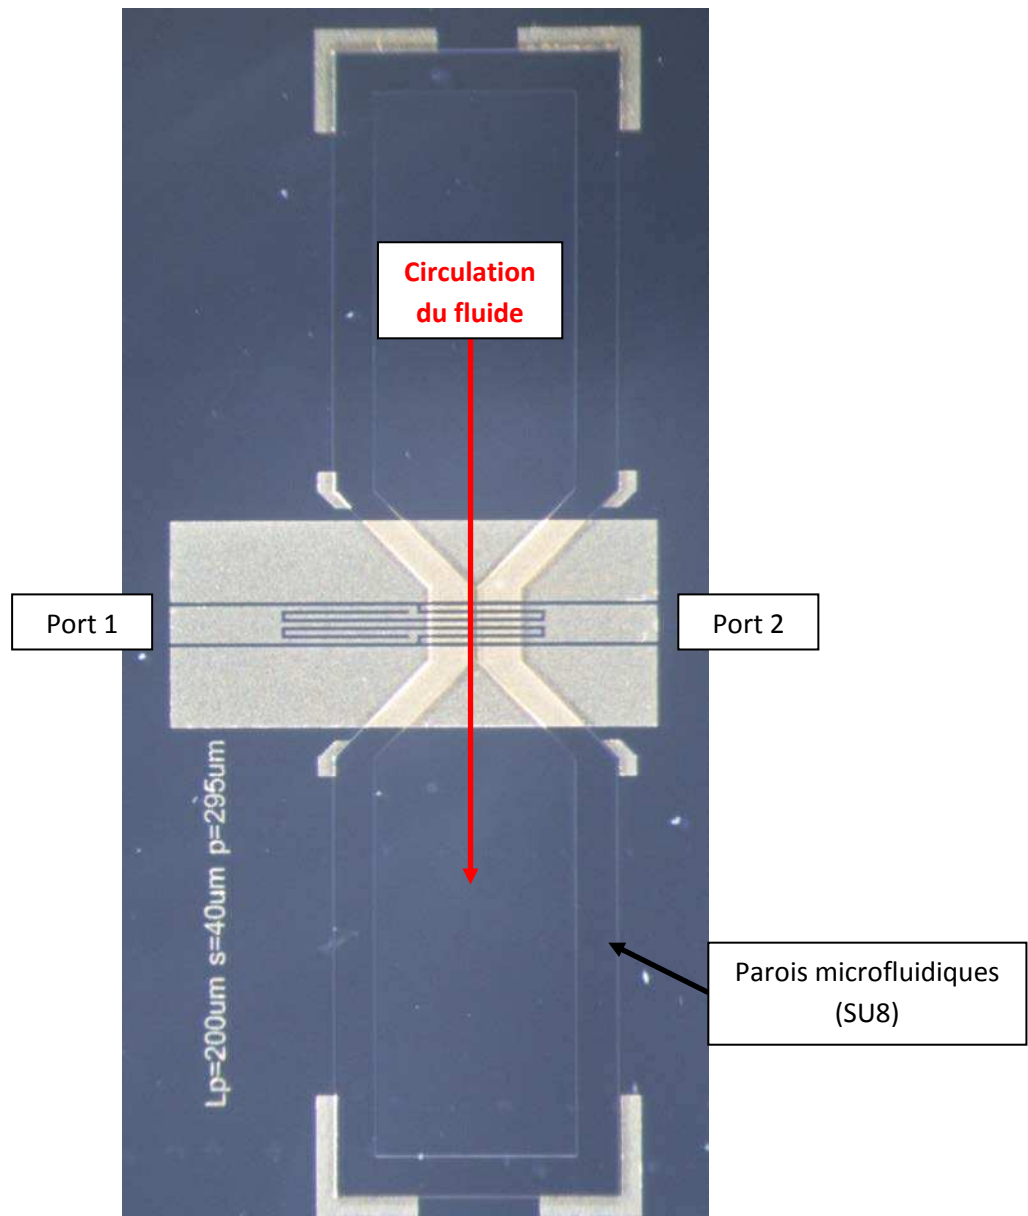 Circulation
du fluide
Port 1
Port 2
Lp=200um s=40um p=295um
Parois microfluidiques
(SU8)